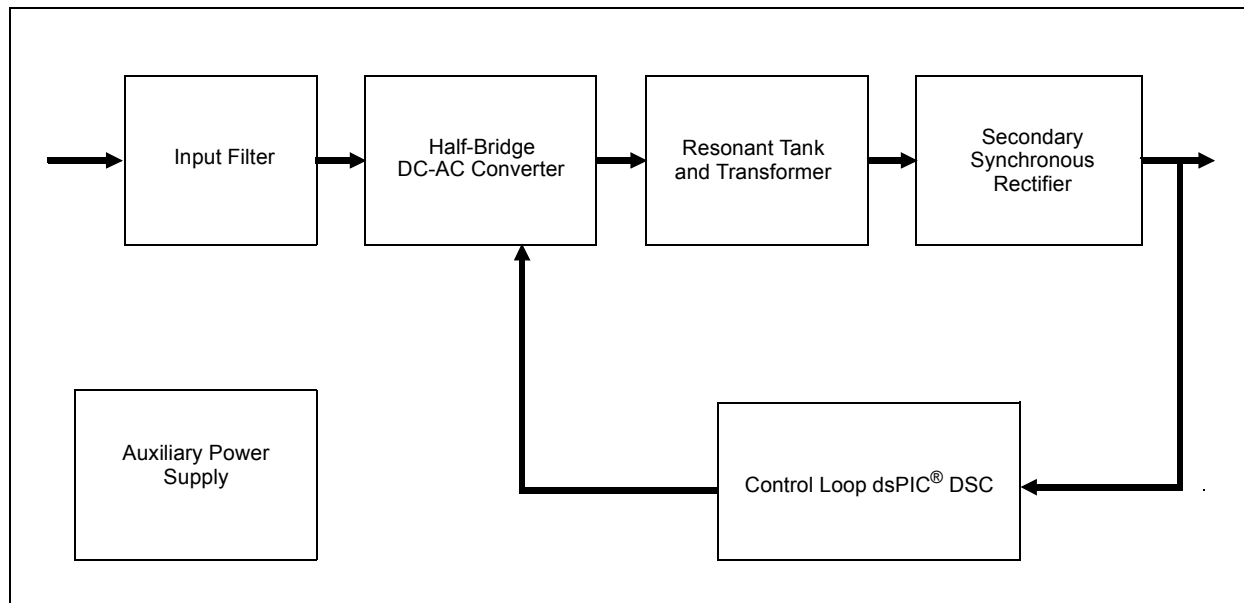 Input Filter
Half-Bridge
DC-AC Converter
Resonant Tank
and Transformer
Secondary
Synchronous
Rectifier
Auxiliary Power
Supply
Control Loop dsPIC® DSC